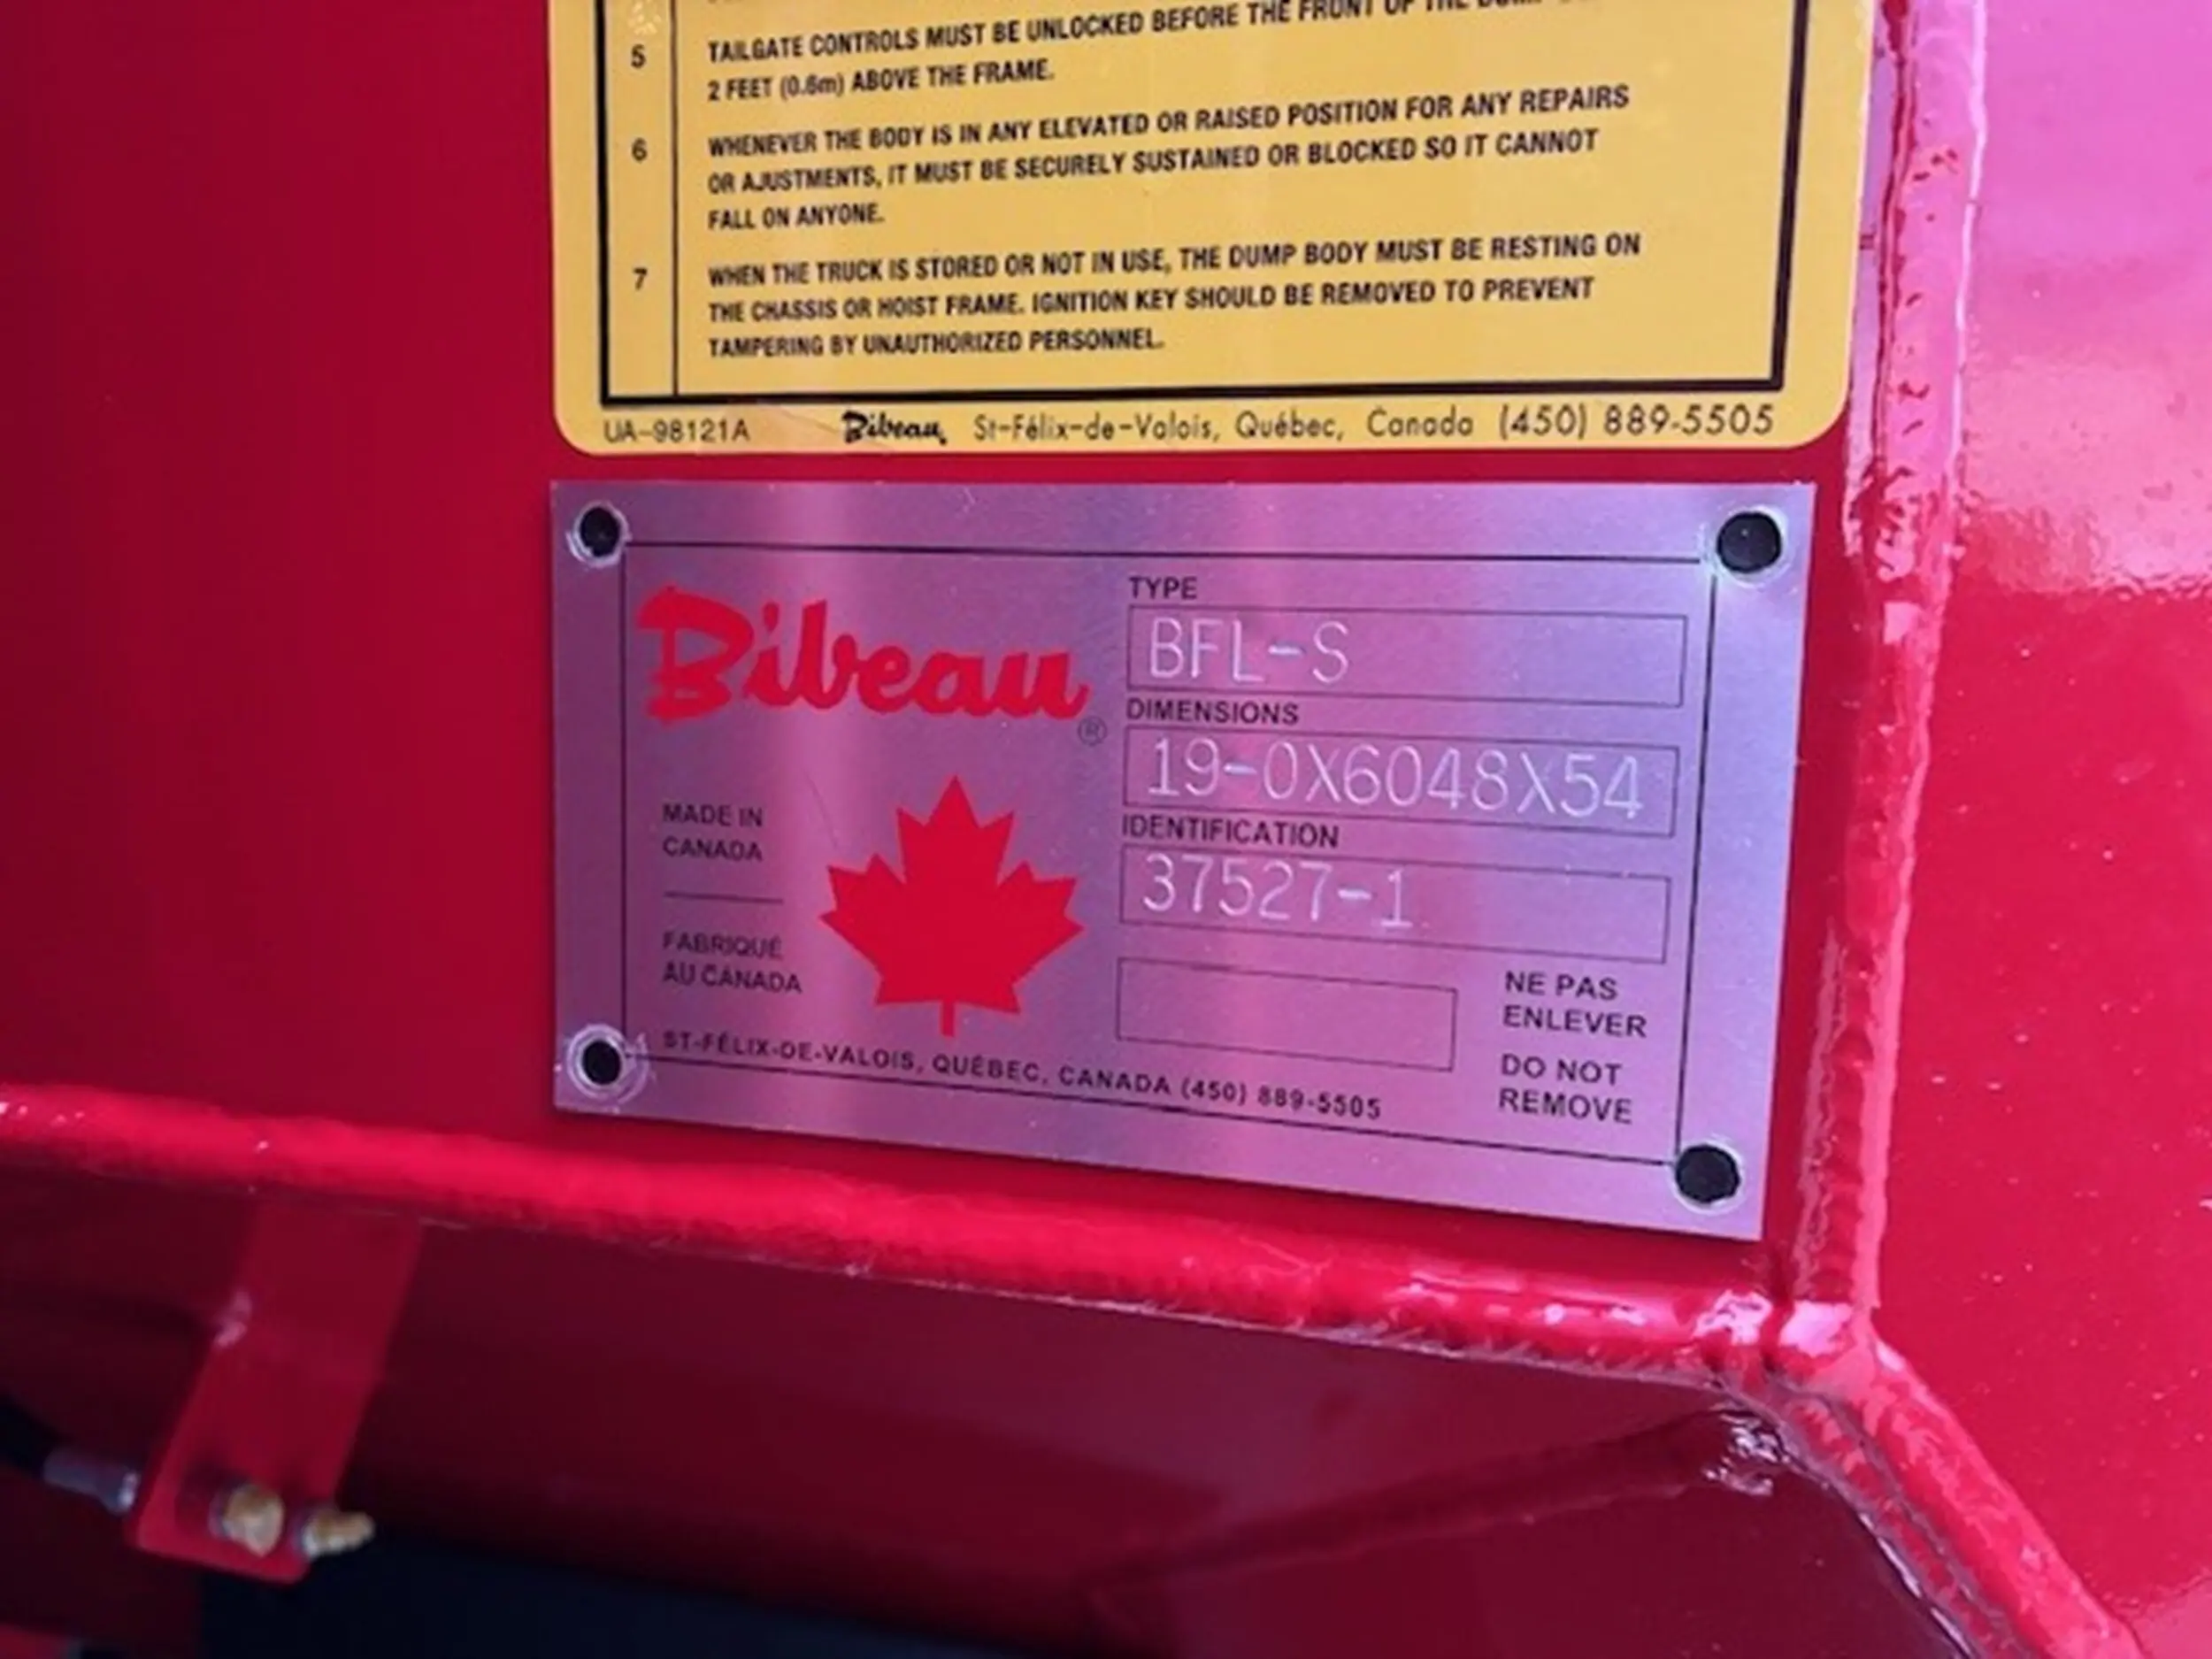 5 TAILGATE CONTROLS MUST BE UNLOCKED BEFORE THE FRONT OF THE
2 FEET (0.6m) ABOVE THE FRAME.
6 WHENEVER THE BODY IS IN ANY ELEVATED OR RAISED POSITION FOR ANY REPAIRS
OR AJUSTMENTS, IT MUST BE SECURELY SUSTAINED OR BLOCKED SO IT CANNOT
FALL ON ANYONE.
7 WHEN THE TRUCK IS STORED OR NOT IN USE, THE DUMP BODY MUST BE RESTING ON
THE CHASSIS OR HOIST FRAME. IGNITION KEY SHOULD BE REMOVED TO PREVENT
TAMPERING BY UNAUTHORIZED PERSONNEL.
UA-98121A Bibeau St-Félix-de-Valois, Québec, Canada (450) 889-5505
Bibeau ®
TYPE
BFL-S
DIMENSIONS
19-0X6048X54
IDENTIFICATION
37527-1
MADE IN
CANADA
FABRIQUÉ
AU CANADA
NE PAS
ENLEVER
DO NOT
REMOVE
ST-FÉLIX-DE-VALOIS, QUÉBEC, CANADA (450) 889-5505